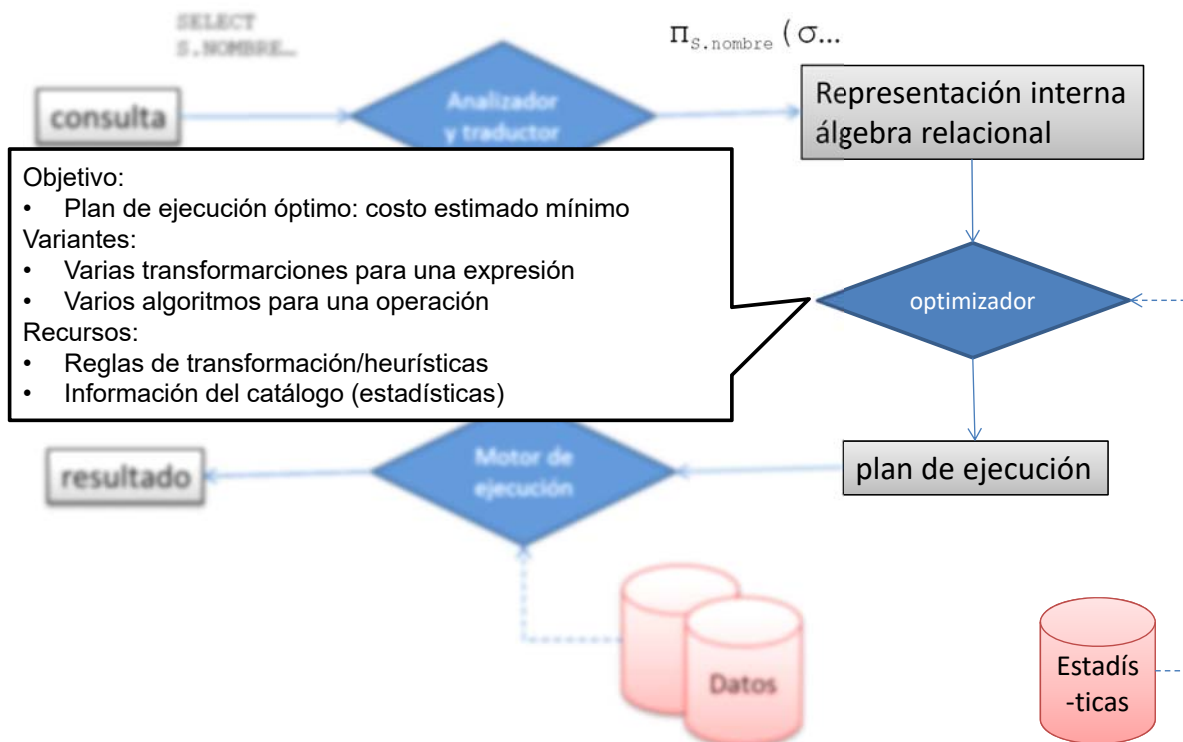 SELECT
S.NOMBRE…
Πs.nombre (σ…
consulta
Analizador
y traductor
Representación interna
álgebra relacional
Objetivo:
• Plan de ejecución óptimo: costo estimado mínimo
Variantes:
• Varias transformarciones para una expresión
• Varios algoritmos para una operación
Recursos:
• Reglas de transformación/heurísticas
• Información del catálogo (estadísticas)
optimizador
resultado
Motor de
ejecución
plan de ejecución
Datos
Estadís
-ticas